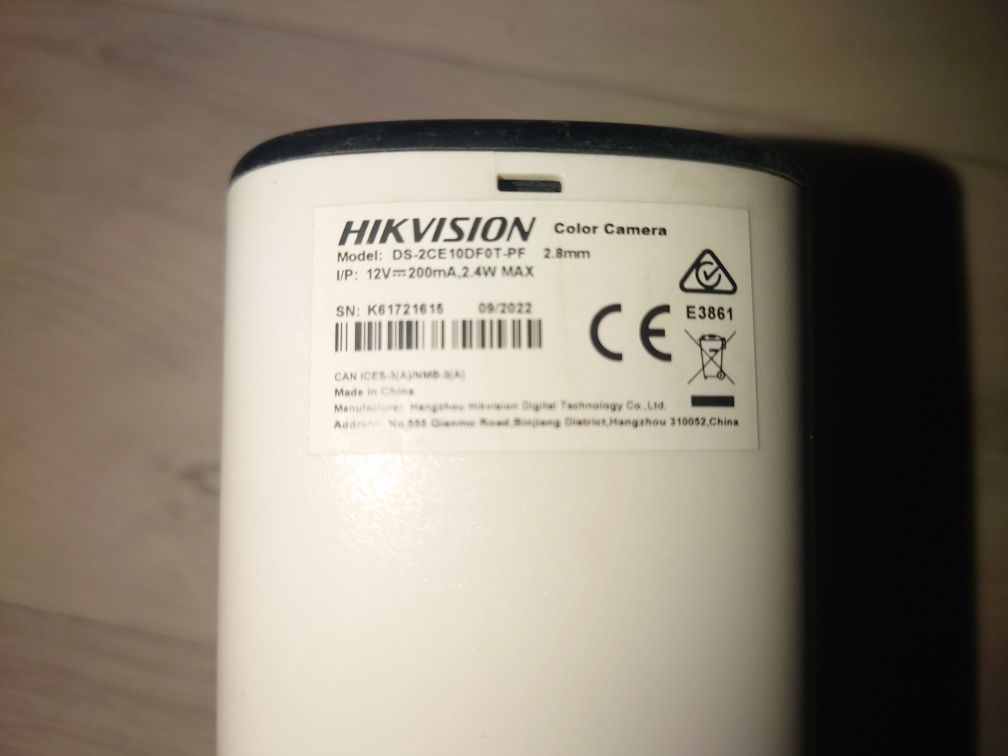 HIKVISION Color Camera
Model: DS-2CE10DF0T-PF 2.8mm
I/P: 12V⎓200mA,2.4W MAX
SN: K61721615 09/2022
E3861
CE
CAN ICES-3(A)/NMB-3(A)
Made in China
Manufacturer: Hangzhou Hikvision Digital Technology Co.,Ltd.
Address: No.555 Qianmo Road,Binjiang District,Hangzhou 310052,China